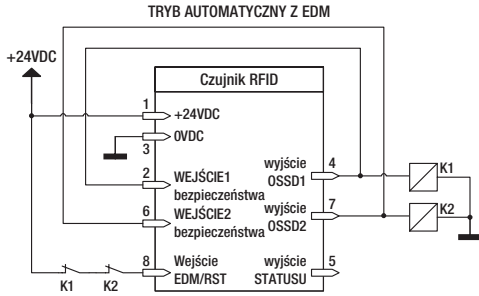 TRYB AUTOMATYCZNY Z EDM
+24VDC
Czujnik RFID
1
+24VDC
0VDC
3
2
WEJŚCIE1
bezpieczeństwa
6
WEJŚCIE2
bezpieczeństwa
8
Wejście
EDM/RST
K1
K2
wyjście
OSSD1
4
wyjście
OSSD2
7
wyjście
STATUSU
5
K1
K2